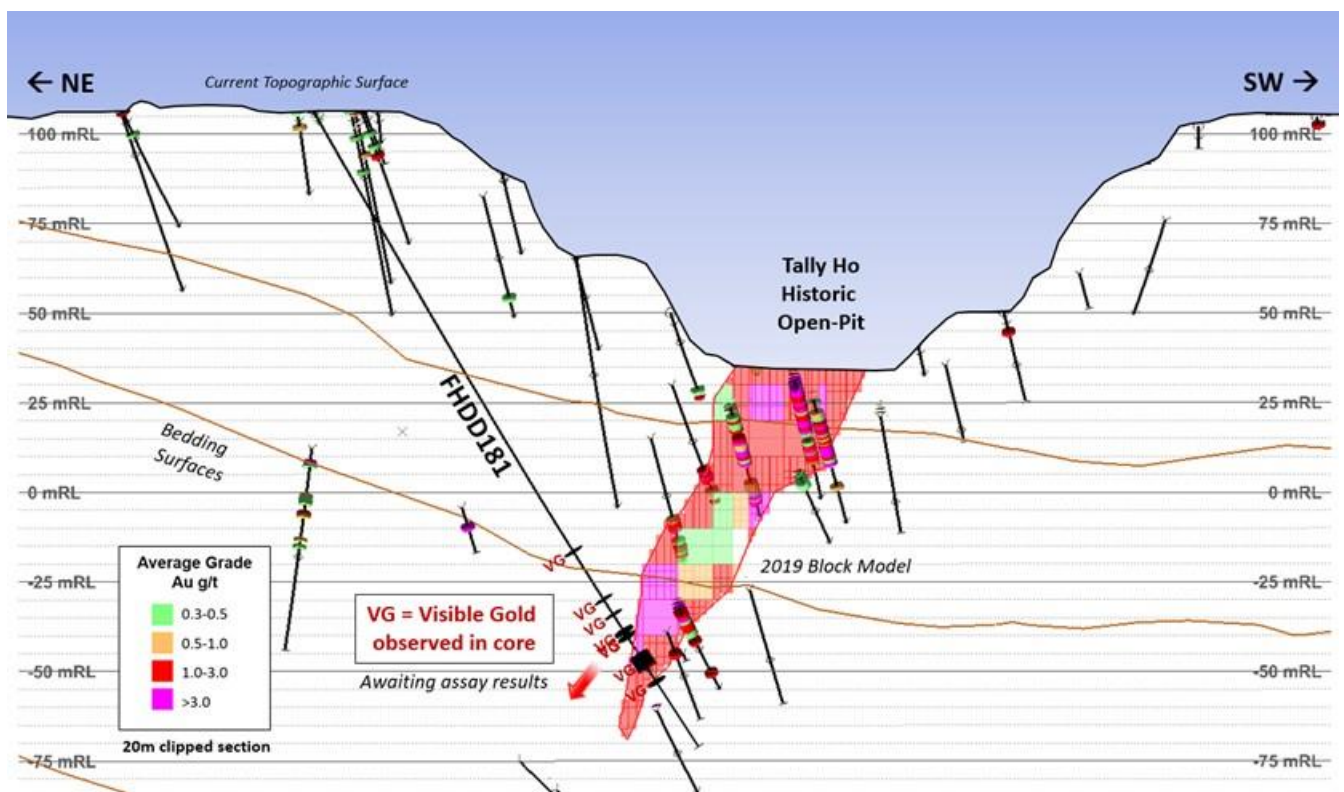 ← NE
Current Topographic Surface
SW →
100 mRL
100 mRL
75 mRL
75 mRL
Tally Ho
Historic
Open-Pit
50 mRL
50 mRL
FHDD181
25 mRL
25 mRL
Bedding
Surfaces
0 mRL
0 mRL
VG
2019 Block Model
-25 mRL
-25 mRL
Average Grade
Au g/t
0.3-0.5
0.5-1.0
1.0-3.0
>3.0
20m clipped section
VG = Visible Gold
observed in core
Awaiting assay results
VG
VG
VG
VG
VG
VG
-50 mRL
-50 mRL
-75 mRL
-75 mRL